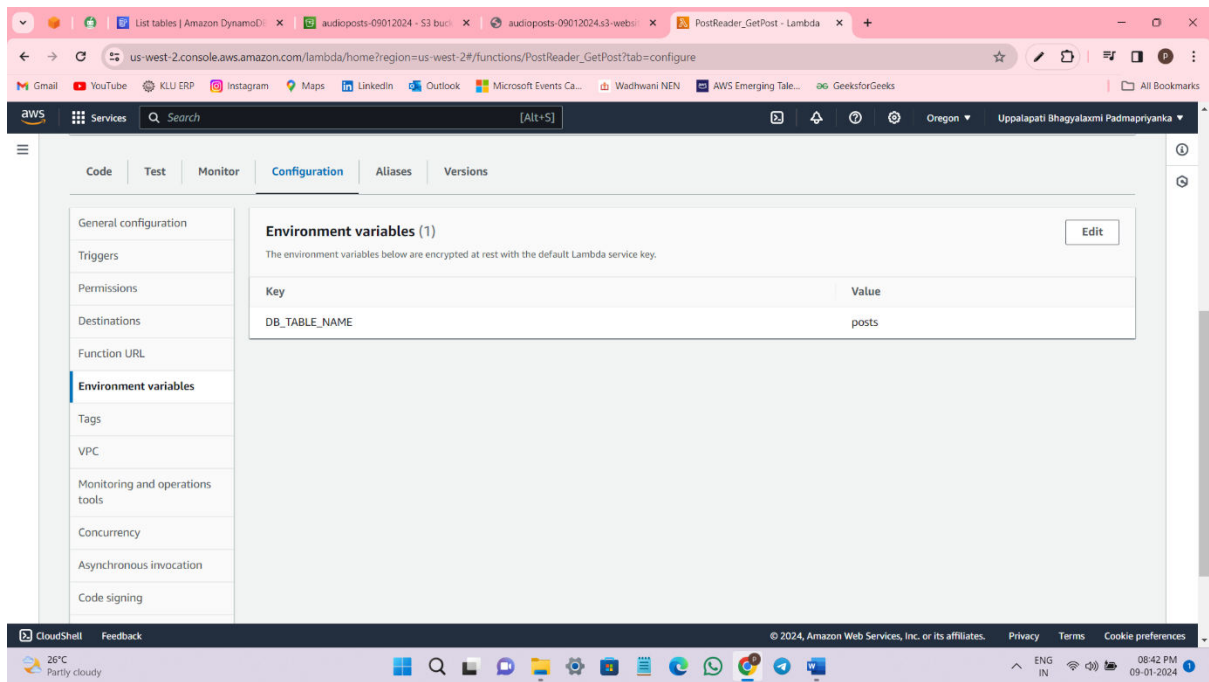 List tables | Amazon DynamoDB
audioposts-09012024 - S3 buck
audioposts-09012024.s3-websi
PostReader_GetPost - Lambda
us-west-2.console.aws.amazon.com/lambda/home?region=us-west-2#/functions/PostReader_GetPost?tab=configure
Gmail YouTube KLU ERP Instagram Maps LinkedIn Outlook Microsoft Events Ca... Wadhwani NEN AWS Emerging Tale... GeeksforGeeks All Bookmarks
aws Services Search [Alt+S] Oregon ▼ Uppalapati Bhagyalaxmi Padmapriyanka ▼
Code Test Monitor Configuration Aliases Versions
General configuration
Triggers
Permissions
Destinations
Function URL
Environment variables
Tags
VPC
Monitoring and operations
tools
Concurrency
Asynchronous invocation
Code signing
Environment variables (1) Edit
The environment variables below are encrypted at rest with the default Lambda service key.
Key Value
DB_TABLE_NAME posts
CloudShell Feedback © 2024, Amazon Web Services, Inc. or its affiliates. Privacy Terms Cookie preferences
26°C
Partly cloudy
ENG
IN
08:42 PM
09-01-2024
1